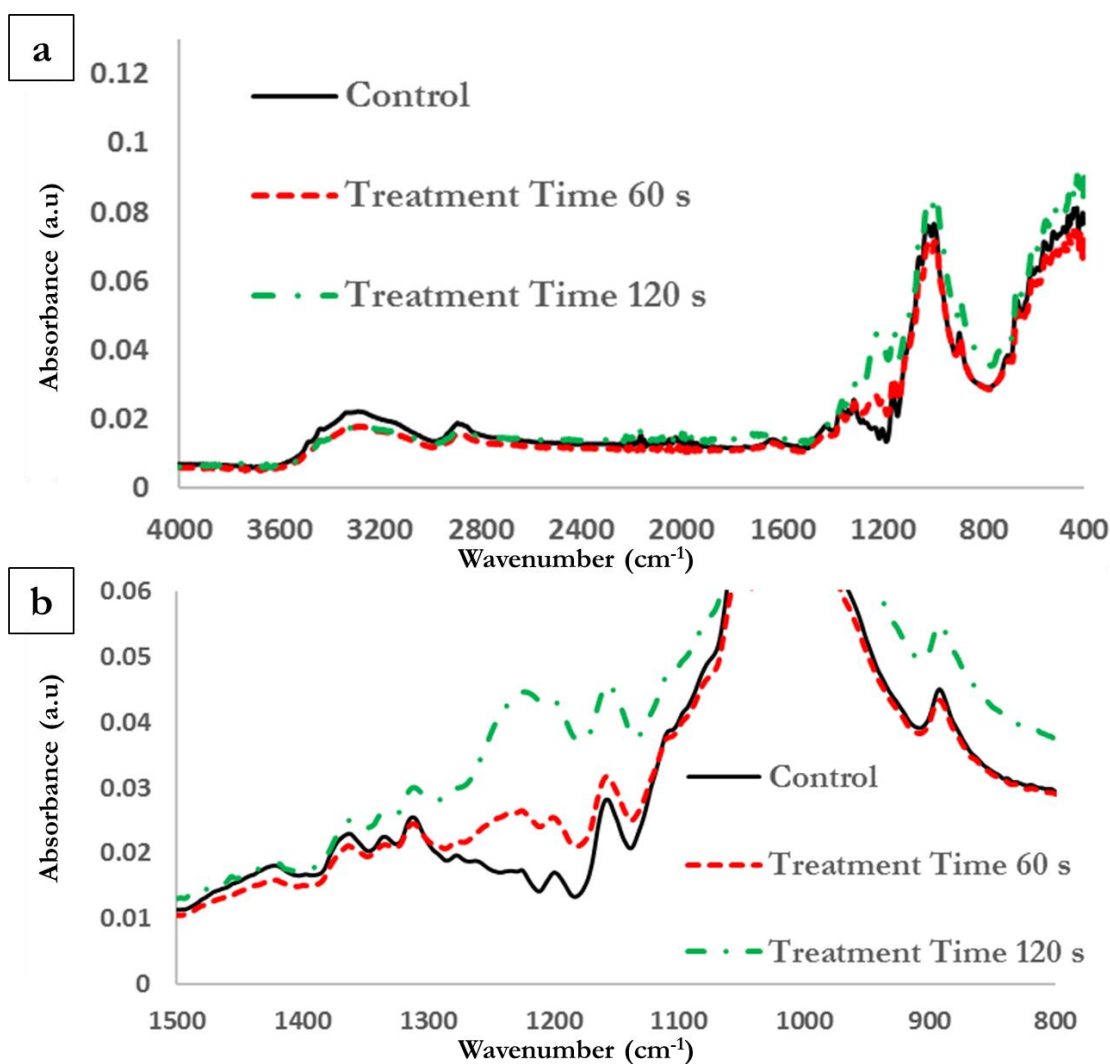 a
0.12
0.1
0.08
0.06
0.04
0.02
0
Absorbance (a.u)
Control
Treatment Time 60 s
Treatment Time 120 s
4000 3600 3200 2800 2400 2000 1600 1200 800 400
Wavenumber (cm-1)
b
0.06
0.05
0.04
0.03
0.02
0.01
0
Absorbance (a.u)
Control
Treatment Time 60 s
Treatment Time 120 s
1500 1400 1300 1200 1100 1000 900 800
Wavenumber (cm-1)